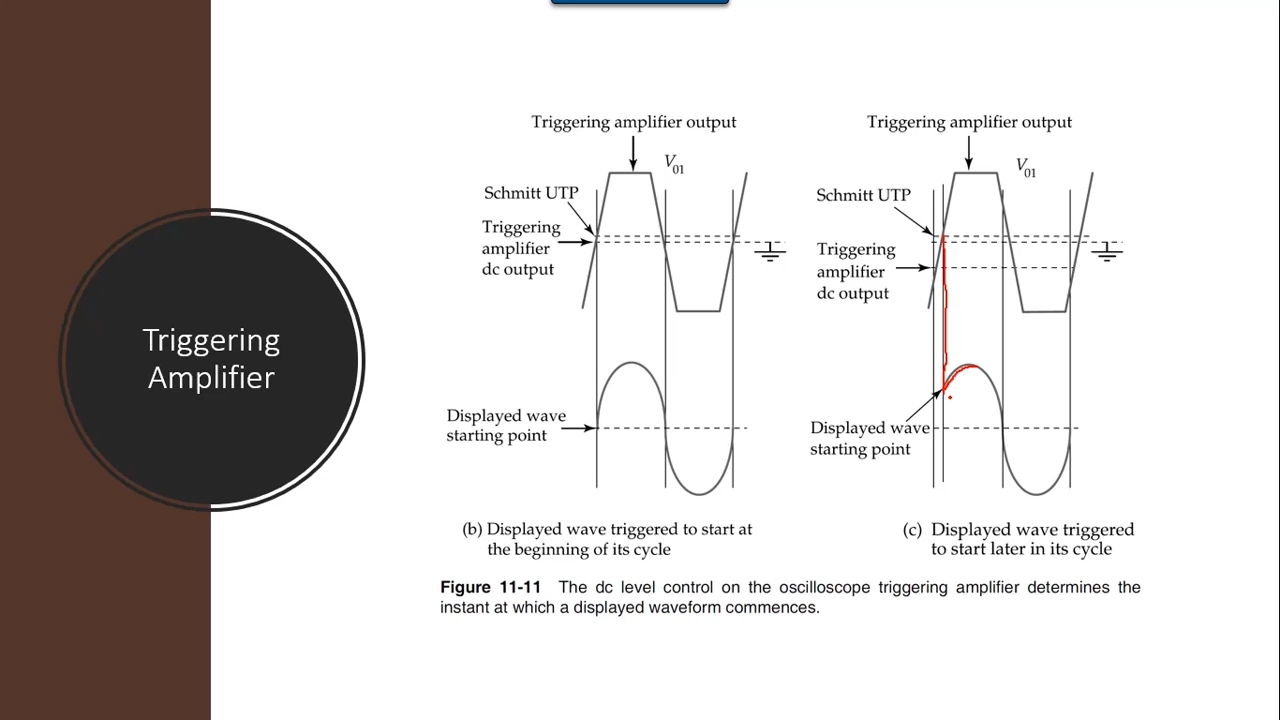 Triggering
Amplifier
Triggering amplifier output
V01
Schmitt UTP
Triggering
amplifier
dc output
Displayed wave
starting point
(b) Displayed wave triggered to start at
the beginning of its cycle
Triggering amplifier output
V01
Schmitt UTP
Triggering
amplifier
dc output
Displayed wave
starting point
(c) Displayed wave triggered
to start later in its cycle
Figure 11-11 The dc level control on the oscilloscope triggering amplifier determines the
instant at which a displayed waveform commences.